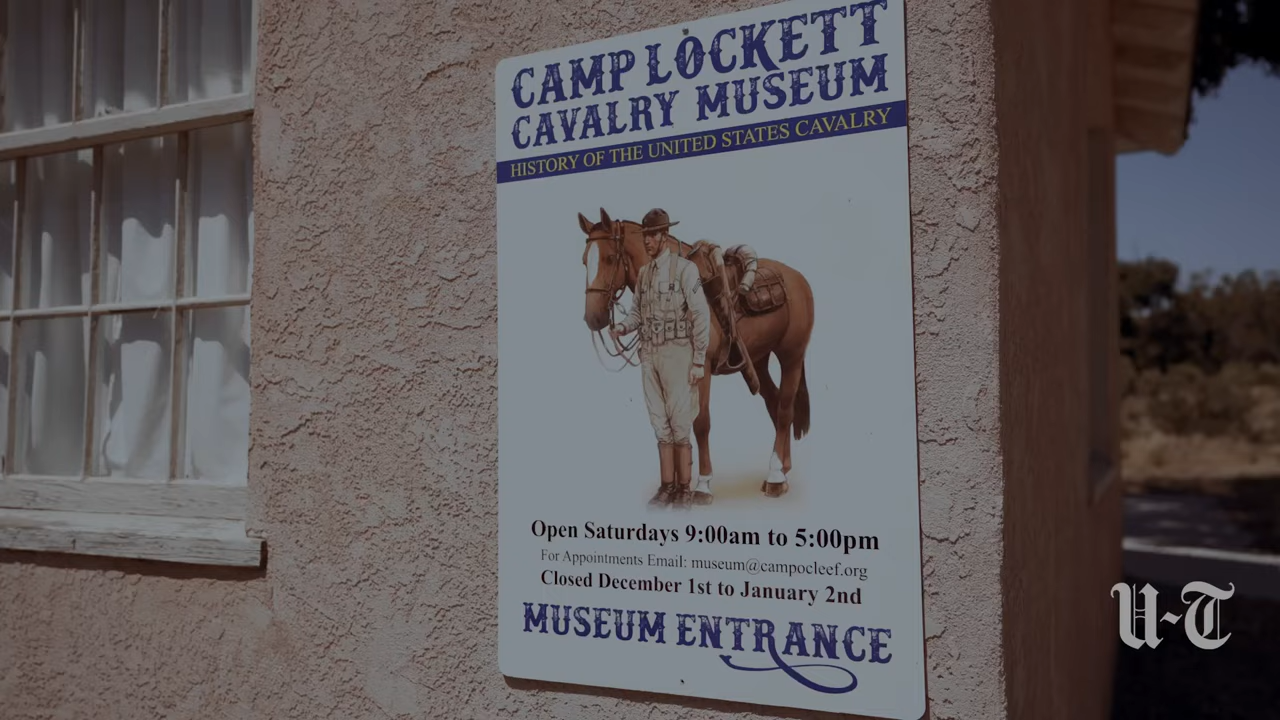 CAMP LOCKETT
CAVALRY MUSEUM
HISTORY OF THE UNITED STATES CAVALRY
Open Saturdays 9:00am to 5:00pm
For Appointments Email: museum@campocleef.org
Closed December 1st to January 2nd
MUSEUM ENTRANCE
U-T